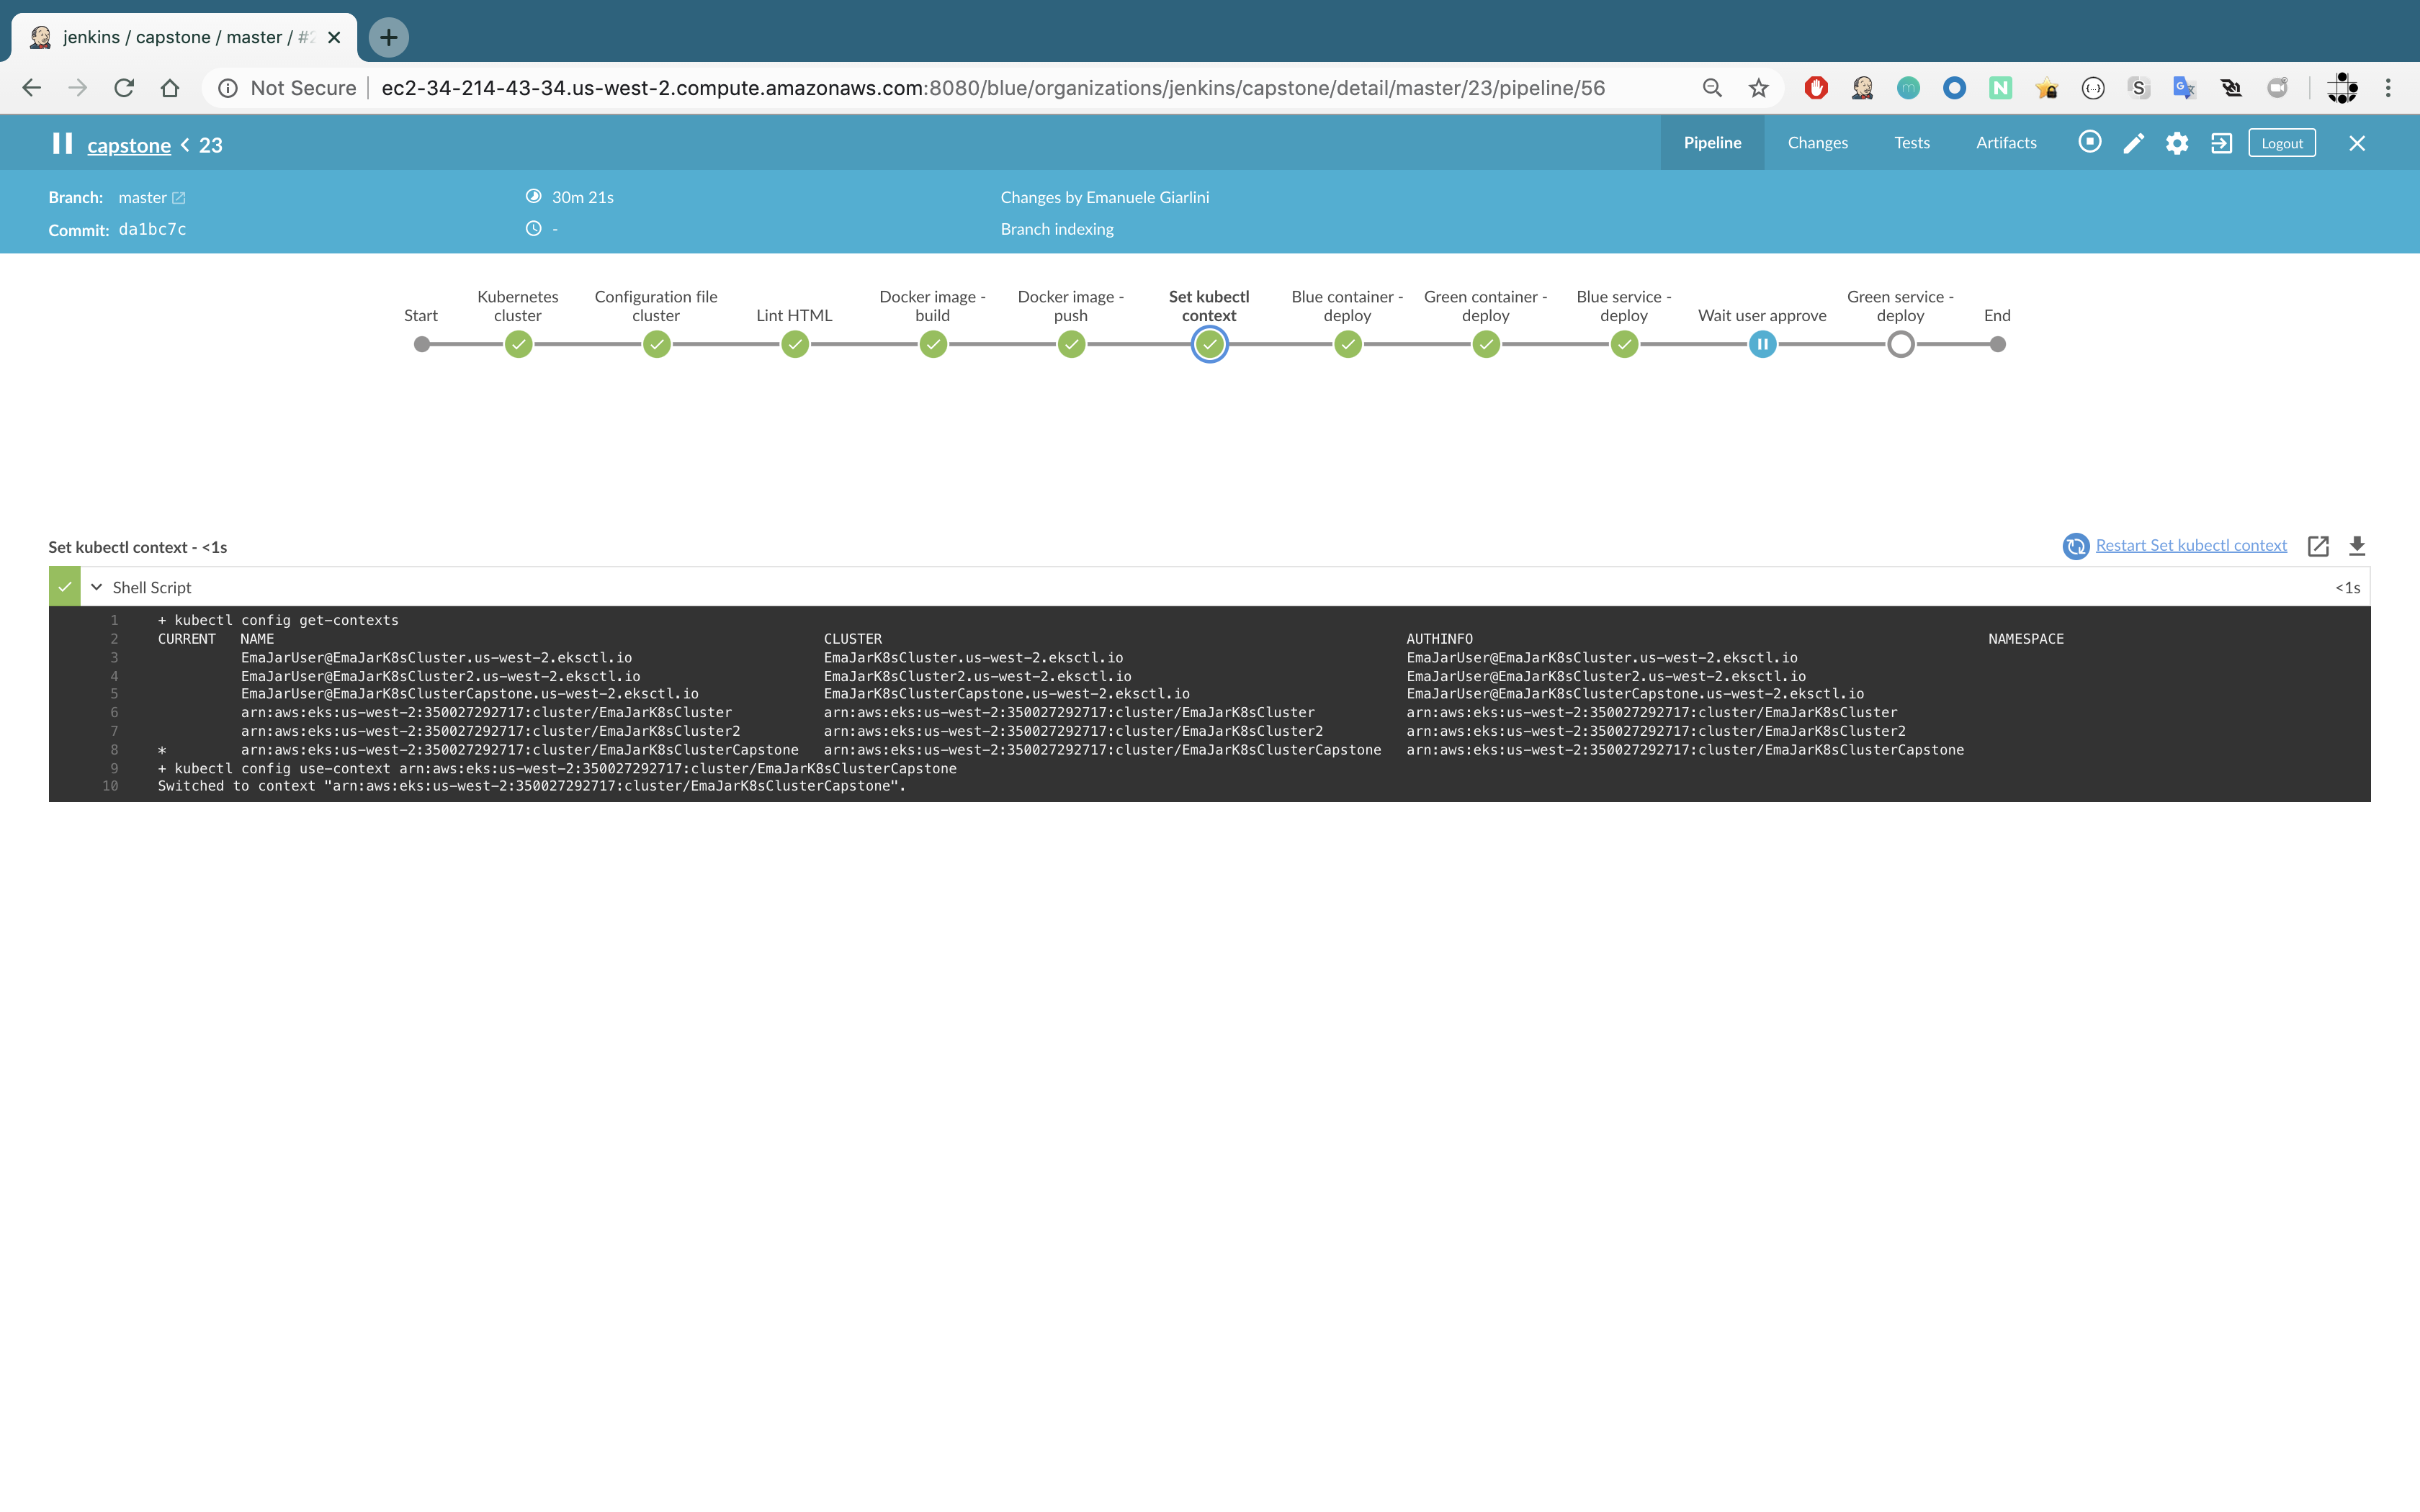 jenkins / capstone / master / #
Not Secure ec2-34-214-43-34.us-west-2.compute.amazonaws.com:8080/blue/organizations/jenkins/capstone/detail/master/23/pipeline/56
capstone < 23 Pipeline Changes Tests Artifacts Logout
Branch: master 30m 21s Changes by Emanuele Giarlini
Commit: da1bc7c - Branch indexing
Start
Kubernetes
cluster
Configuration file
cluster
Lint HTML
Docker image -
build
Docker image -
push
Set kubectl
context
Blue container -
deploy
Green container -
deploy
Blue service -
deploy
Wait user approve
Green service -
deploy
End
Set kubectl context - <1s Restart Set kubectl context
Shell Script <1s
1 + kubectl config get-contexts
2 CURRENT NAME CLUSTER AUTHINFO NAMESPACE
3 EmaJarUser@EmaJarK8sCluster.us-west-2.eksctl.io EmaJarK8sCluster.us-west-2.eksctl.io EmaJarUser@EmaJarK8sCluster.us-west-2.eksctl.io
4 EmaJarUser@EmaJarK8sCluster2.us-west-2.eksctl.io EmaJarK8sCluster2.us-west-2.eksctl.io EmaJarUser@EmaJarK8sCluster2.us-west-2.eksctl.io
5 EmaJarUser@EmaJarK8sClusterCapstone.us-west-2.eksctl.io EmaJarK8sClusterCapstone.us-west-2.eksctl.io EmaJarUser@EmaJarK8sClusterCapstone.us-west-2.eksctl.io
6 arn:aws:eks:us-west-2:350027292717:cluster/EmaJarK8sCluster arn:aws:eks:us-west-2:350027292717:cluster/EmaJarK8sCluster arn:aws:eks:us-west-2:350027292717:cluster/EmaJarK8sCluster
7 arn:aws:eks:us-west-2:350027292717:cluster/EmaJarK8sCluster2 arn:aws:eks:us-west-2:350027292717:cluster/EmaJarK8sCluster2 arn:aws:eks:us-west-2:350027292717:cluster/EmaJarK8sCluster2
8 * arn:aws:eks:us-west-2:350027292717:cluster/EmaJarK8sClusterCapstone arn:aws:eks:us-west-2:350027292717:cluster/EmaJarK8sClusterCapstone arn:aws:eks:us-west-2:350027292717:cluster/EmaJarK8sClusterCapstone
9 + kubectl config use-context arn:aws:eks:us-west-2:350027292717:cluster/EmaJarK8sClusterCapstone
10 Switched to context "arn:aws:eks:us-west-2:350027292717:cluster/EmaJarK8sClusterCapstone".